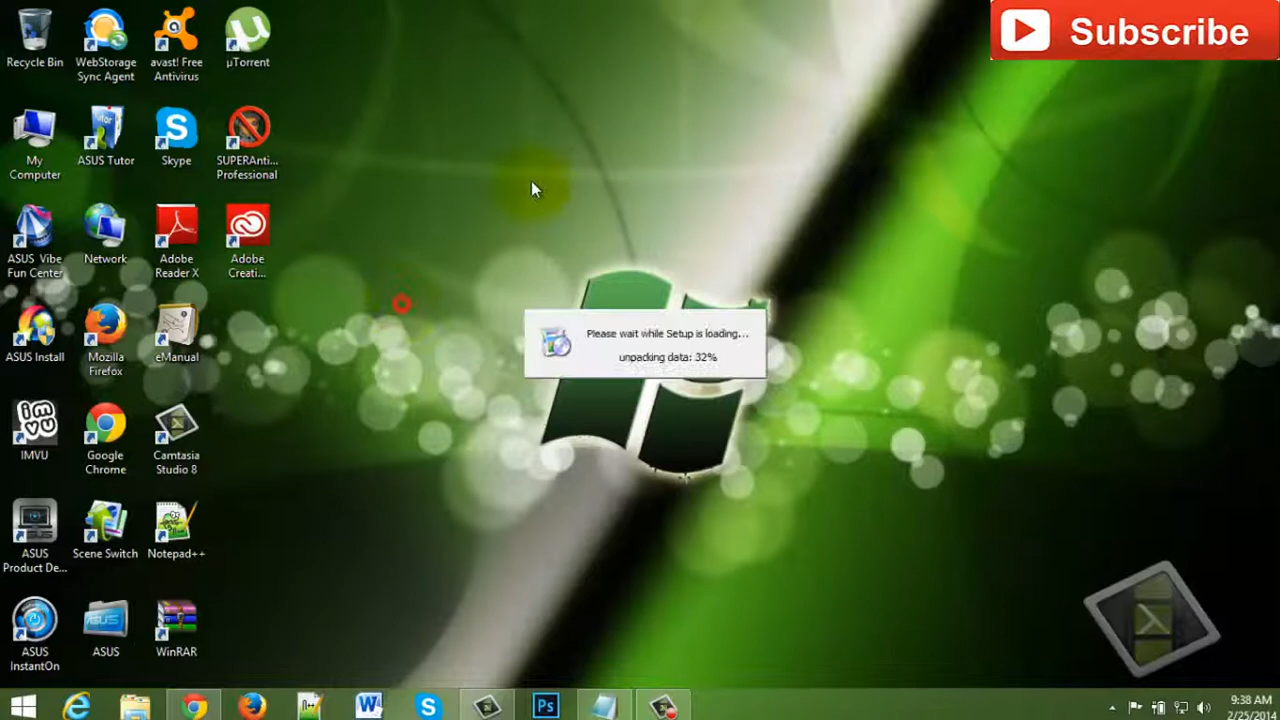 Subscribe
Recycle Bin
WebStorage
Sync Agent
avast! Free
Antivirus
µTorrent
My
Computer
ASUS Tutor
Skype
SUPERAnti...
Professional
ASUS Vibe
Fun Center
Network
Adobe
Reader X
Adobe
Creati...
ASUS Install
Mozilla
Firefox
eManual
Please wait while Setup is loading...
unpacking data: 32%
IMVU
Google
Chrome
Camtasia
Studio 8
ASUS
Product De...
Scene Switch
Notepad++
ASUS
InstantOn
ASUS
WinRAR
Ps
9:38 AM
2/25/2014